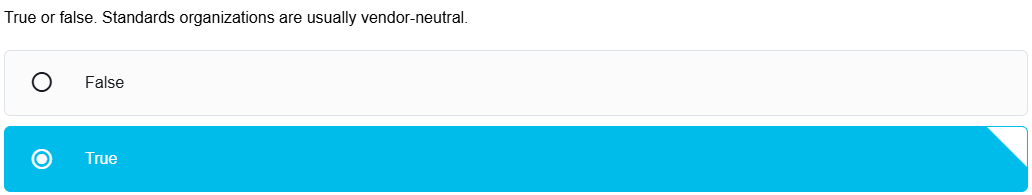 True or false. Standards organizations are usually vendor-neutral.
False
True